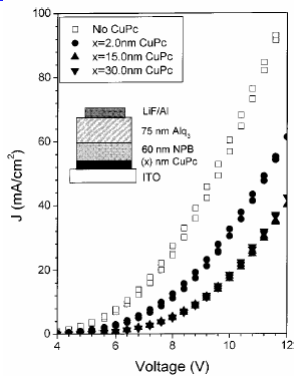 100
80
60
40
20
0
J (mA/cm²)
No CuPc
x=2.0nm CuPc
x=15.0nm CuPc
x=30.0nm CuPc
LiF/Al
75 nm Alq₃
60 nm NPB
(x) nm CuPc
ITO
4 6 8 10 12
Voltage (V)